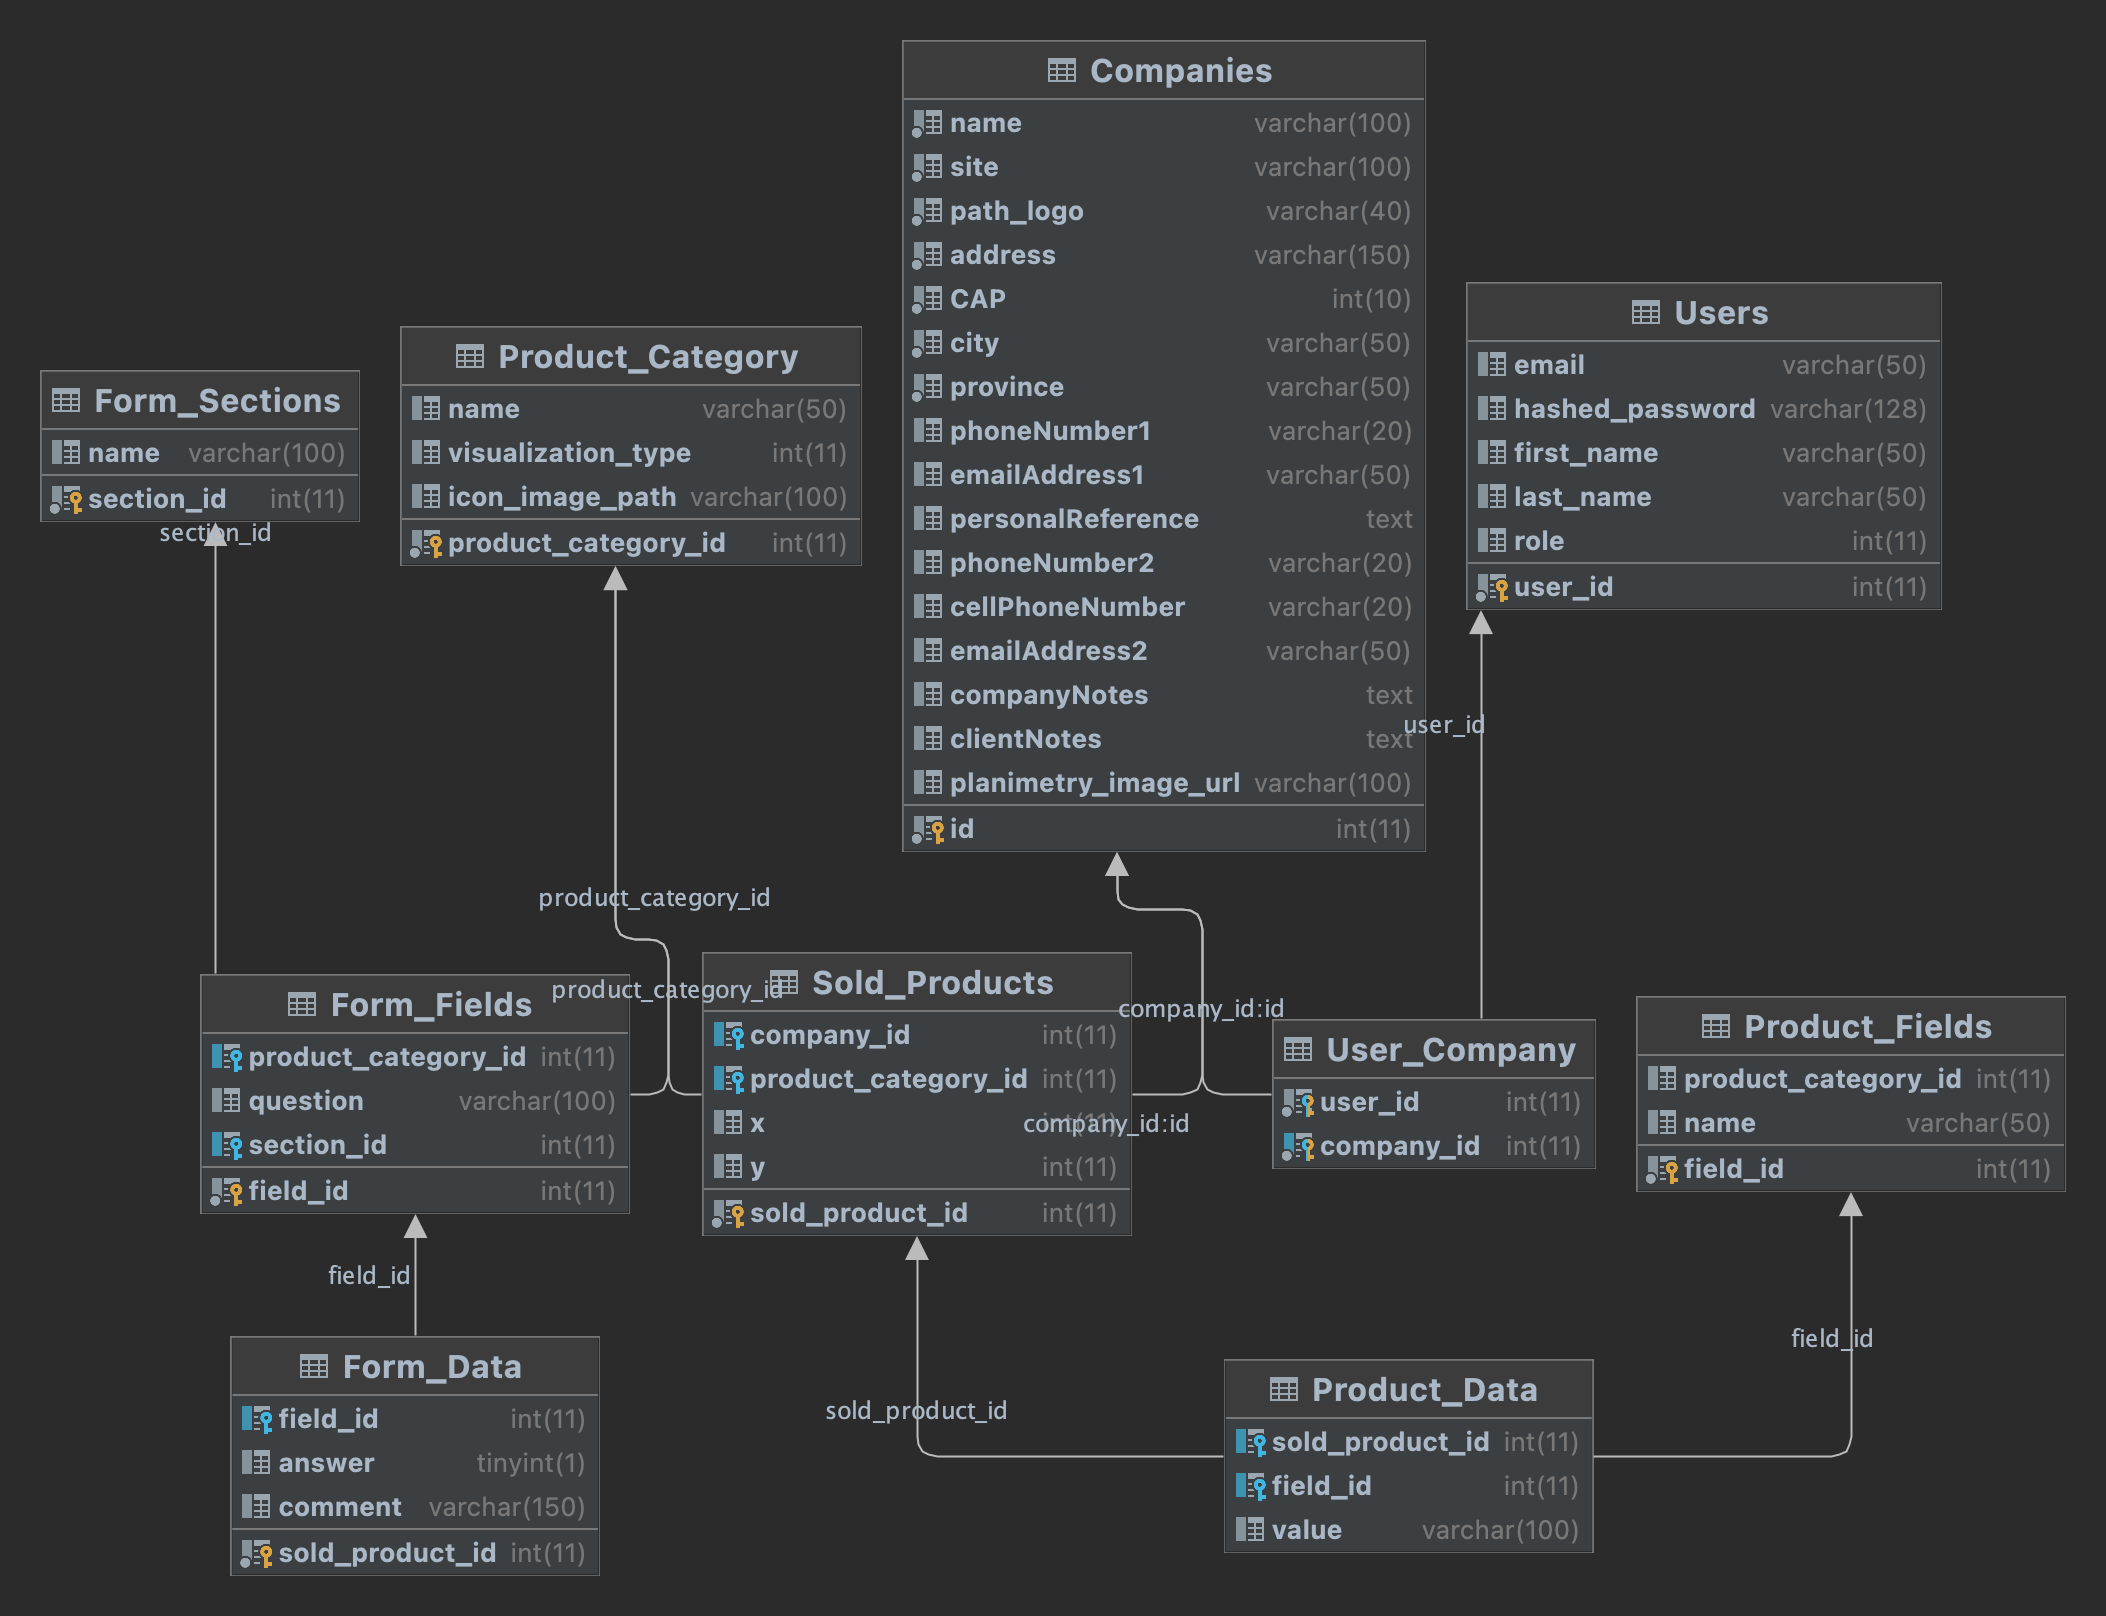 Companies
name varchar(100)
site varchar(100)
path_logo varchar(40)
address varchar(150)
CAP int(10)
city varchar(50)
province varchar(50)
phoneNumber1 varchar(20)
emailAddress1 varchar(50)
personalReference text
phoneNumber2 varchar(20)
cellPhoneNumber varchar(20)
emailAddress2 varchar(50)
companyNotes text
clientNotes text
planimetry_image_url varchar(100)
id int(11)
Users
email varchar(50)
hashed_password varchar(128)
first_name varchar(50)
last_name varchar(50)
role int(11)
user_id int(11)
Product_Category
name varchar(50)
visualization_type int(11)
icon_image_path varchar(100)
product_category_id int(11)
Form_Sections
name varchar(100)
section_id int(11)
section_id
user_id
product_category_id
product_category_id
company_id:id
company_id:id
Form_Fields
product_category_id int(11)
question varchar(100)
section_id int(11)
field_id int(11)
Sold_Products
company_id int(11)
product_category_id int(11)
x int(11)
y int(11)
sold_product_id int(11)
User_Company
user_id int(11)
company_id int(11)
Product_Fields
product_category_id int(11)
name varchar(50)
field_id int(11)
field_id
field_id
sold_product_id
Form_Data
field_id int(11)
answer tinyint(1)
comment varchar(150)
sold_product_id int(11)
Product_Data
sold_product_id int(11)
field_id int(11)
value varchar(100)